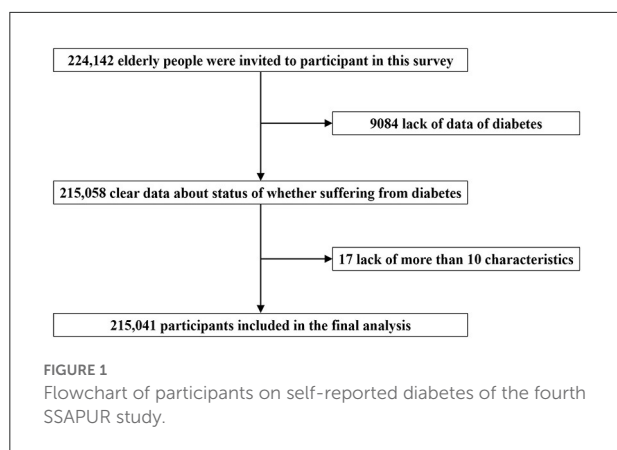 224,142 elderly people were invited to participant in this survey
9084 lack of data of diabetes
215,058 clear data about status of whether suffering from diabetes
17 lack of more than 10 characteristics
215,041 participants included in the final analysis
FIGURE 1
Flowchart of participants on self-reported diabetes of the fourth
SSAPUR study.